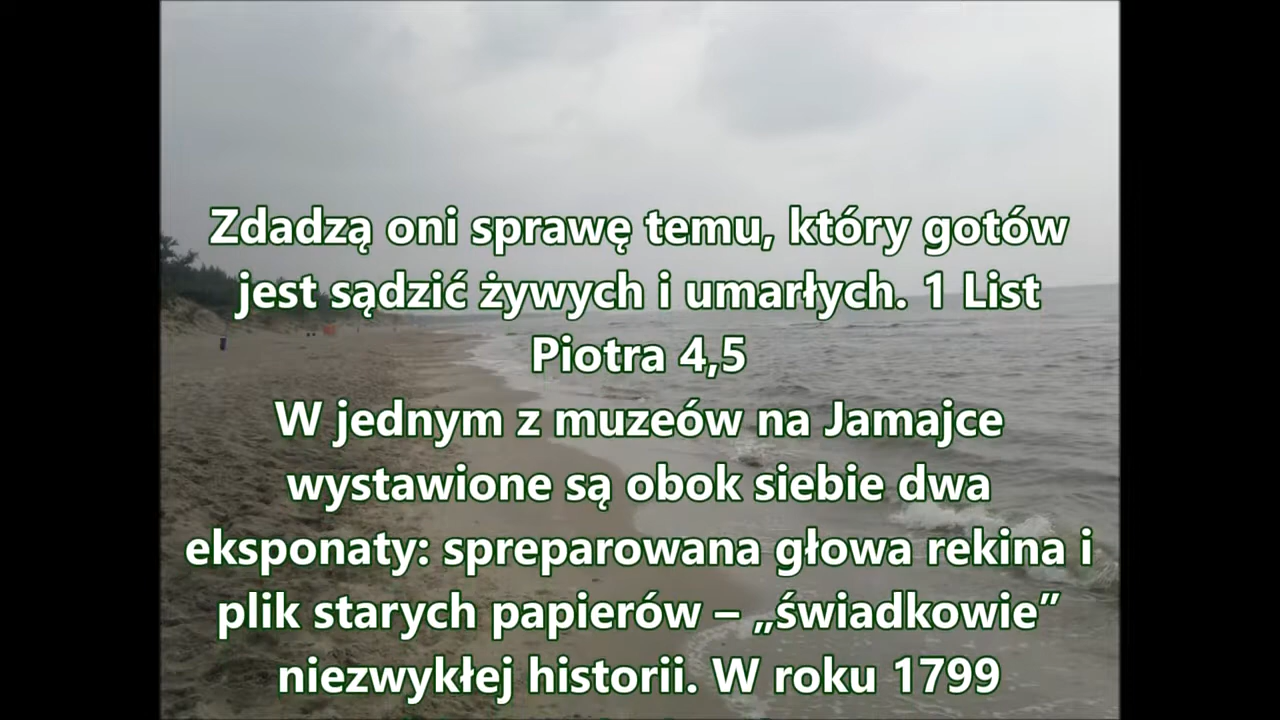 Zdadzą oni sprawę temu, który gotów
jest sądzić żywych i umarłych. 1 List
Piotra 4,5
W jednym z muzeów na Jamajce
wystawione są obok siebie dwa
eksponaty: spreparowana głowa rekina i
plik starych papierów – „świadkowie”
niezwykłej historii. W roku 1799